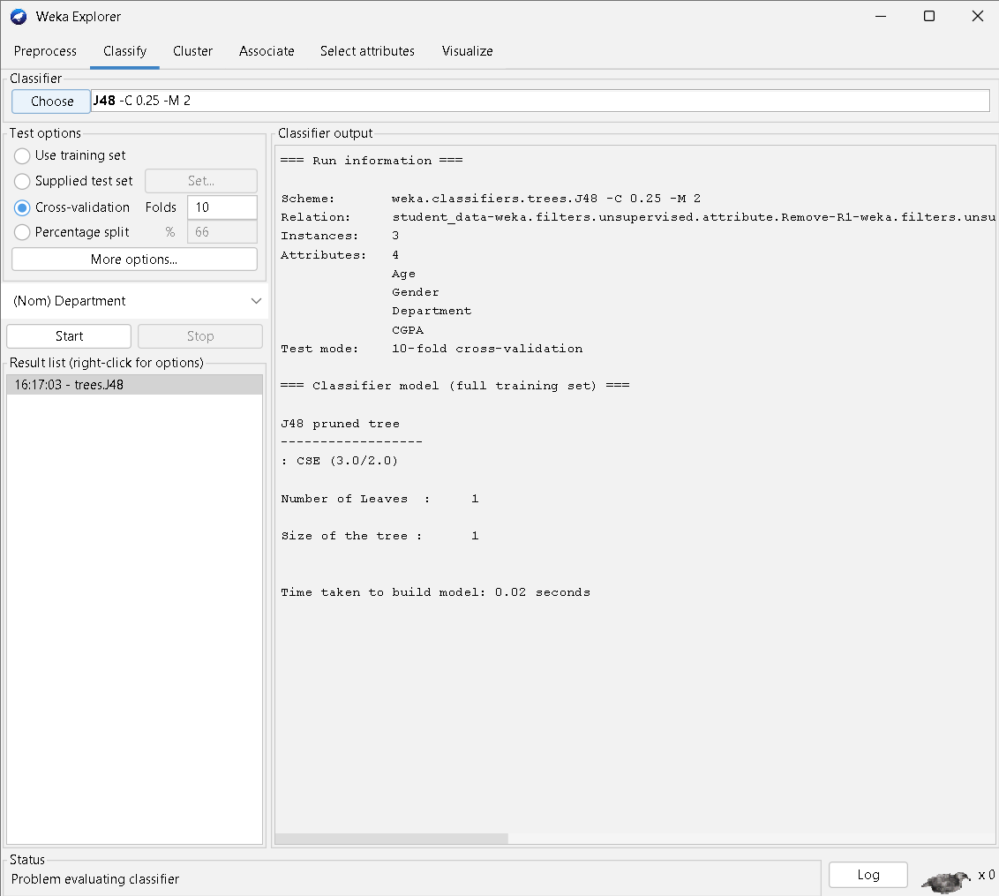 Weka Explorer
Preprocess Classify Cluster Associate Select attributes Visualize
Classifier
Choose J48 -C 0.25 -M 2
Test options
Use training set
Supplied test set Set...
Cross-validation Folds 10
Percentage split % 66
More options...
(Nom) Department
Start Stop
Result list (right-click for options)
16:17:03 - trees.J48
Classifier output
=== Run information ===
Scheme: weka.classifiers.trees.J48 -C 0.25 -M 2
Relation: student_data-weka.filters.unsupervised.attribute.Remove-R1-weka.filters.unsu
Instances: 3
Attributes: 4
Age
Gender
Department
CGPA
Test mode: 10-fold cross-validation
=== Classifier model (full training set) ===
J48 pruned tree
------------------
: CSE (3.0/2.0)
Number of Leaves : 1
Size of the tree : 1
Time taken to build model: 0.02 seconds
Status
Problem evaluating classifier
Log x 0